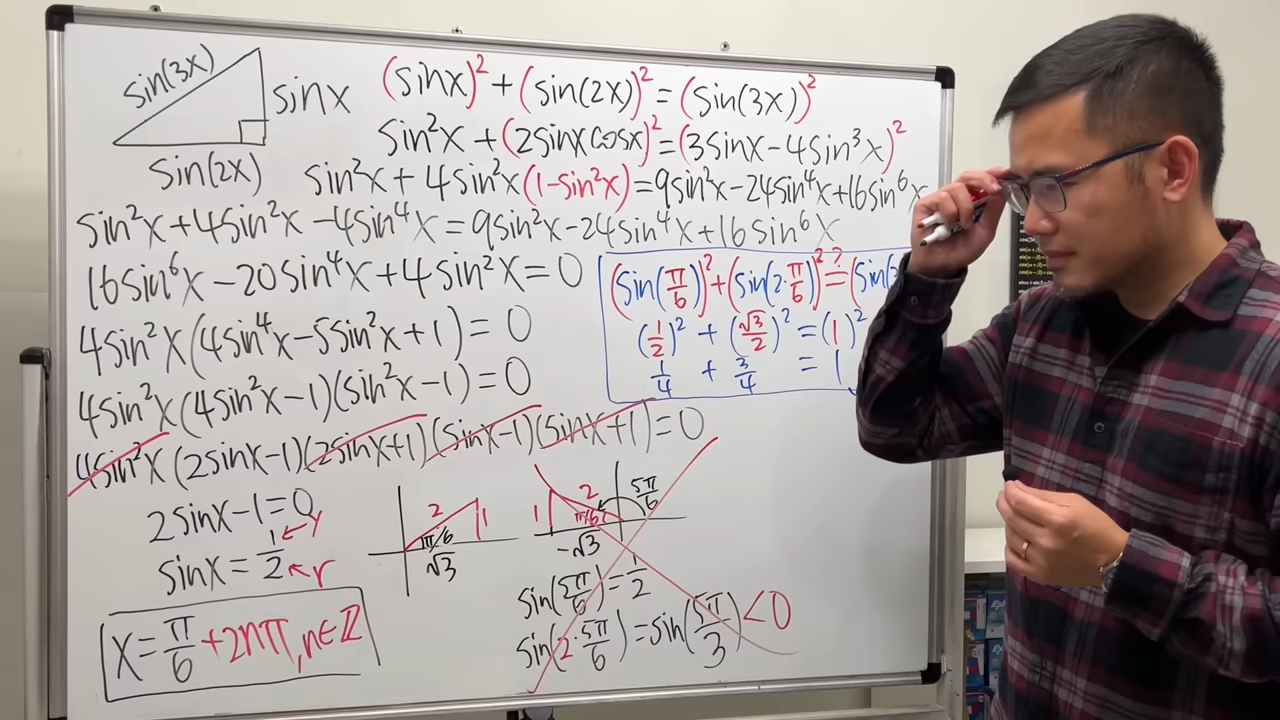 sin(3x)
sinx
sin(2x)
(sinx)² + (sin(2x))² = (sin(3x))²
sin²x + (2sinxcosx)² = (3sinx - 4sin³x)²
sin²x + 4sin²x(1-sin²x) = 9sin²x - 24sin⁴x + 16sin⁶x
sin²x + 4sin²x - 4sin⁴x = 9sin²x - 24sin⁴x + 16sin⁶x
16sin⁶x - 20sin⁴x + 4sin²x = 0
4sin²x(4sin⁴x - 5sin²x + 1) = 0
4sin²x(4sin²x - 1)(sin²x - 1) = 0
4sin²x(2sinx-1)(2sinx+1)(sinx-1)(sinx+1) = 0
2sinx - 1 = 0
sinx = 1/2 ← y ← r
x = π/6 + 2nπ, n∈ℤ
(sin(π/6))² + (sin(2·π/6))² ?= (sin(
(1/2)² + (√3/2)² = (1)²
1/4 + 3/4 = 1
2
1
π/6
√3
2
1
π/6
5π/6
-√3
sin(5π/6) = 1/2
sin(2·5π/6) = sin(5π/3) < 0